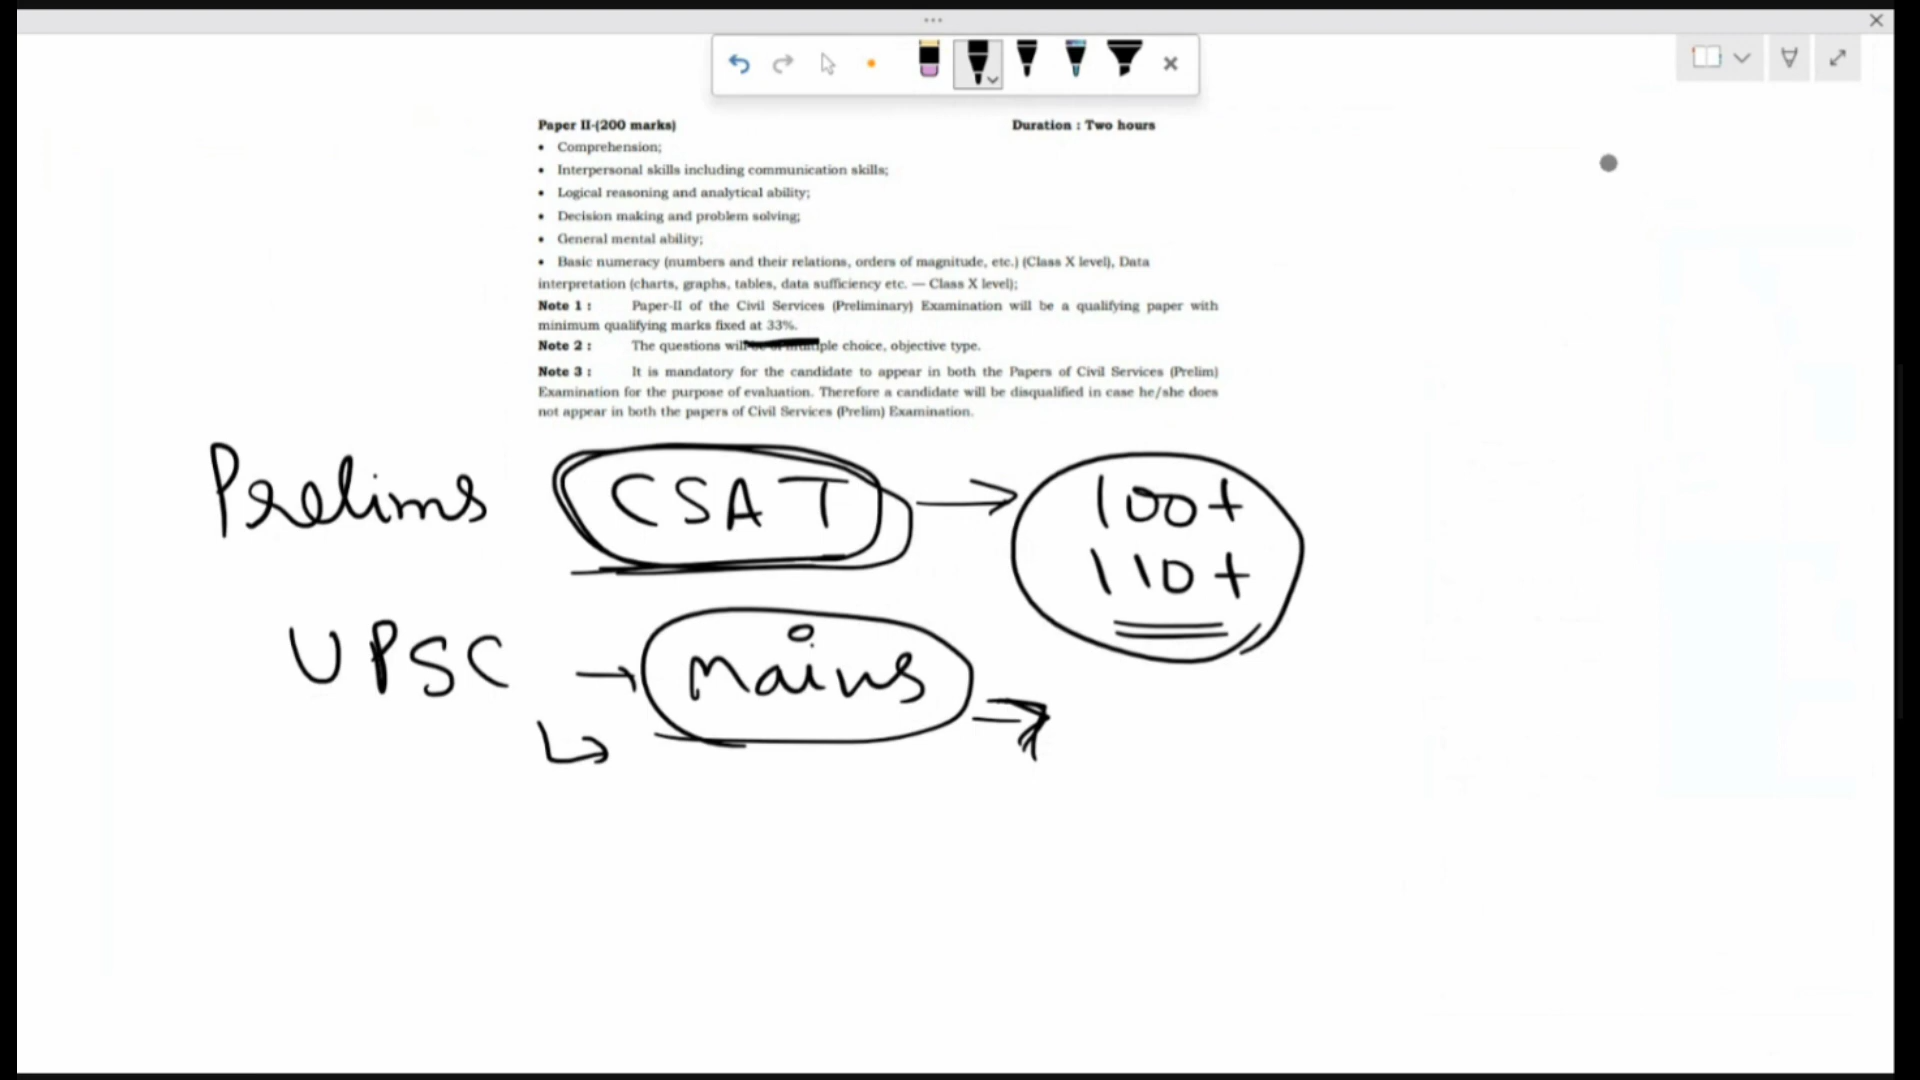 Paper II-(200 marks) Duration : Two hours
• Comprehension;
• Interpersonal skills including communication skills;
• Logical reasoning and analytical ability;
• Decision making and problem solving;
• General mental ability;
• Basic numeracy (numbers and their relations, orders of magnitude, etc.) (Class X level), Data
interpretation (charts, graphs, tables, data sufficiency etc. — Class X level);
Note 1 : Paper-II of the Civil Services (Preliminary) Examination will be a qualifying paper with
minimum qualifying marks fixed at 33%.
Note 2 : The questions will be of multiple choice, objective type.
Note 3 : It is mandatory for the candidate to appear in both the Papers of Civil Services (Prelim)
Examination for the purpose of evaluation. Therefore a candidate will be disqualified in case he/she does
not appear in both the papers of Civil Services (Prelim) Examination.
Prelims CSAT → 100+
110+
UPSC → Mains